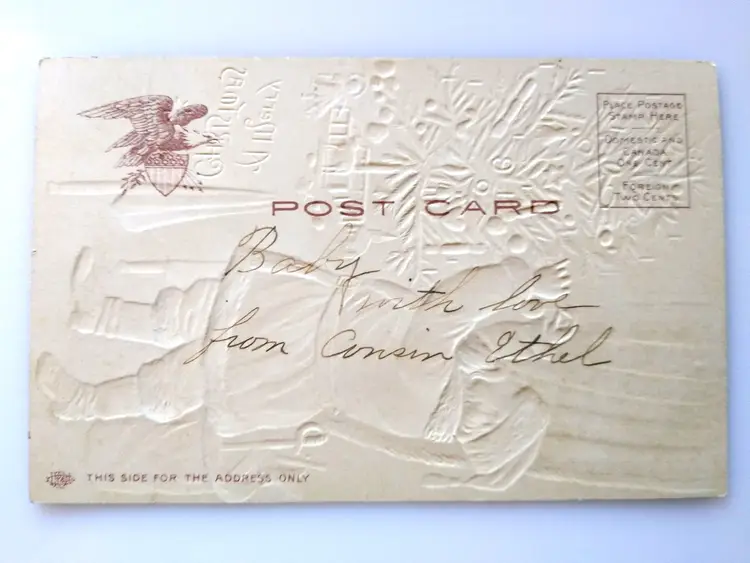 PLACE POSTAGE
STAMP HERE
DOMESTIC AND
CANADA
ONE CENT
FOREIGN
TWO CENTS
POST CARD
Baby
with love
from Cousin Ethel
THIS SIDE FOR THE ADDRESS ONLY